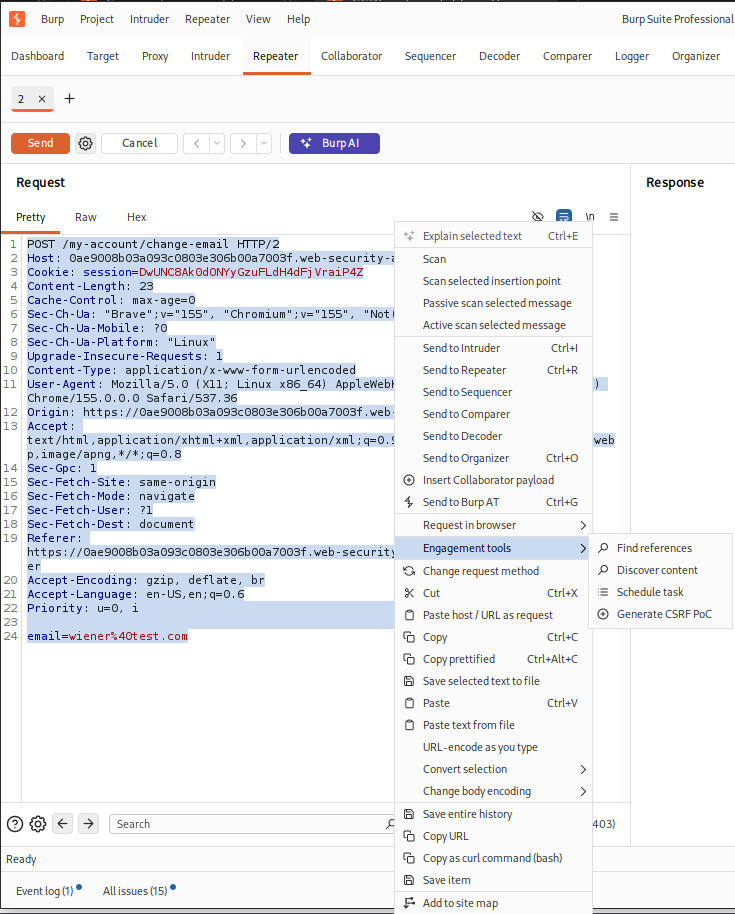 Burp Project Intruder Repeater View Help Burp Suite Professional
Dashboard Target Proxy Intruder Repeater Collaborator Sequencer Decoder Comparer Logger Organizer
2 × +
Send Cancel < > Burp AI
Request
Response
Pretty Raw Hex \n
1 POST /my-account/change-email HTTP/2
2 Host: 0ae9008b03a093c0803e306b00a7003f.web-security-a
3 Cookie: session=DwUNC8Ak0d0NYyGzuFLdH4dFjVraiP4Z
4 Content-Length: 23
5 Cache-Control: max-age=0
6 Sec-Ch-Ua: "Brave";v="155", "Chromium";v="155", "Not(
7 Sec-Ch-Ua-Mobile: ?0
8 Sec-Ch-Ua-Platform: "Linux"
9 Upgrade-Insecure-Requests: 1
10 Content-Type: application/x-www-form-urlencoded
11 User-Agent: Mozilla/5.0 (X11; Linux x86_64) AppleWebK )
Chrome/155.0.0.0 Safari/537.36
12 Origin: https://0ae9008b03a093c0803e306b00a7003f.web-
13 Accept:
text/html,application/xhtml+xml,application/xml;q=0.9 web
p,image/apng,*/*;q=0.8
14 Sec-Gpc: 1
15 Sec-Fetch-Site: same-origin
16 Sec-Fetch-Mode: navigate
17 Sec-Fetch-User: ?1
18 Sec-Fetch-Dest: document
19 Referer:
https://0ae9008b03a093c0803e306b00a7003f.web-security
er
20 Accept-Encoding: gzip, deflate, br
21 Accept-Language: en-US,en;q=0.6
22 Priority: u=0, i
23
24 email=wiener%40test.com
Explain selected text Ctrl+E
Scan
Scan selected insertion point
Passive scan selected message
Active scan selected message
Send to Intruder Ctrl+I
Send to Repeater Ctrl+R
Send to Sequencer
Send to Comparer
Send to Decoder
Send to Organizer Ctrl+O
Insert Collaborator payload
Send to Burp AT Ctrl+G
Request in browser >
Engagement tools >
Change request method
Cut Ctrl+X
Paste host / URL as request
Copy Ctrl+C
Copy prettified Ctrl+Alt+C
Save selected text to file
Paste Ctrl+V
Paste text from file
URL-encode as you type
Convert selection >
Change body encoding >
Save entire history
Copy URL
Copy as curl command (bash)
Save item
Add to site map
Find references
Discover content
Schedule task
Generate CSRF PoC
Search
403)
Ready
Event log (1) All issues (15)